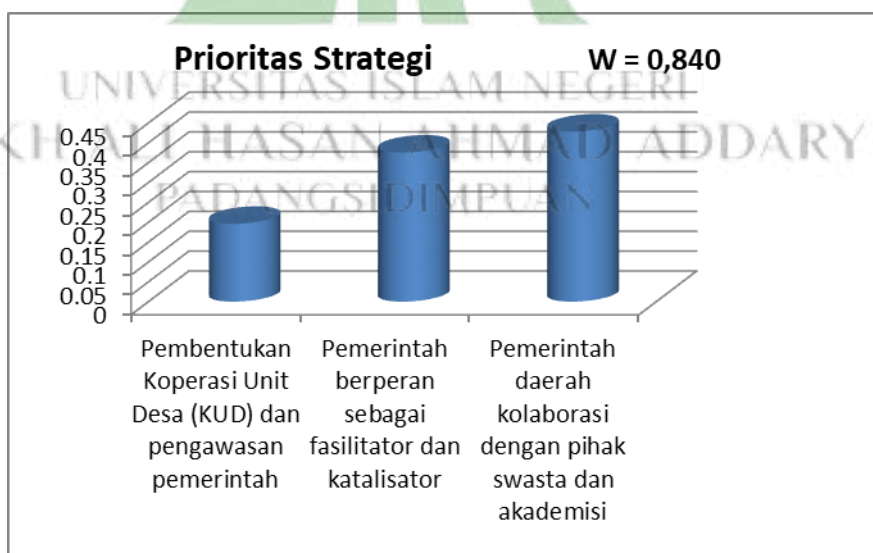 Prioritas Strategi W = 0,840
UNIVERSITAS ISLAM NEGERI
KH ALI HASAN AHMAD ADDARY
PADANGSIDIMPUAN
0.45
0.4
0.35
0.3
0.25
0.2
0.15
0.1
0.05
0
Pembentukan
Koperasi Unit
Desa (KUD) dan
pengawasan
pemerintah
Pemerintah
berperan
sebagai
fasilitator dan
katalisator
Pemerintah
daerah
kolaborasi
dengan pihak
swasta dan
akademisi